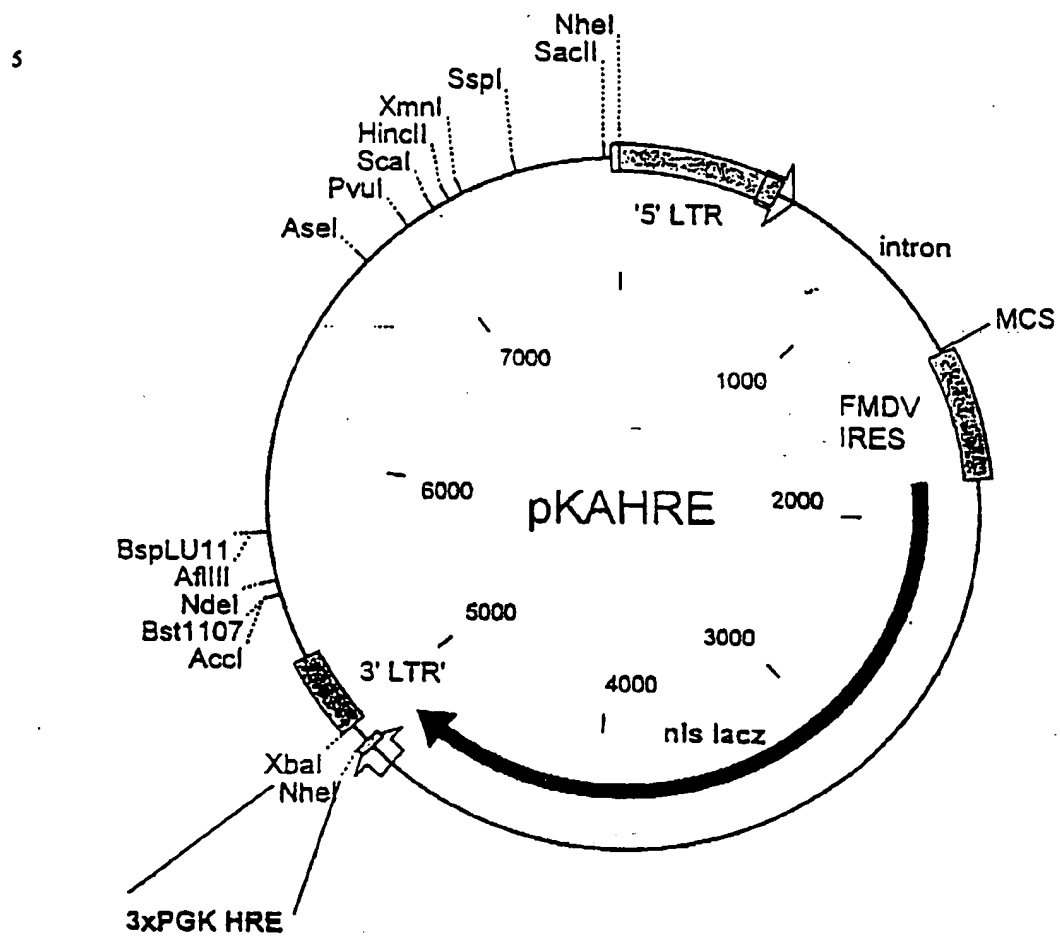 5
NheI
SacII
SspI
XmnI
HincII
ScaI
PvuI
AseI
'5' LTR
intron
MCS
7000
1000
FMDV
IRES
6000
pKAHRE
2000
BspLU11
AflIII
NdeI
Bst1107
AccI
5000
3000
3' LTR'
4000
nls lacz
XbaI
NheI
3xPGK HRE